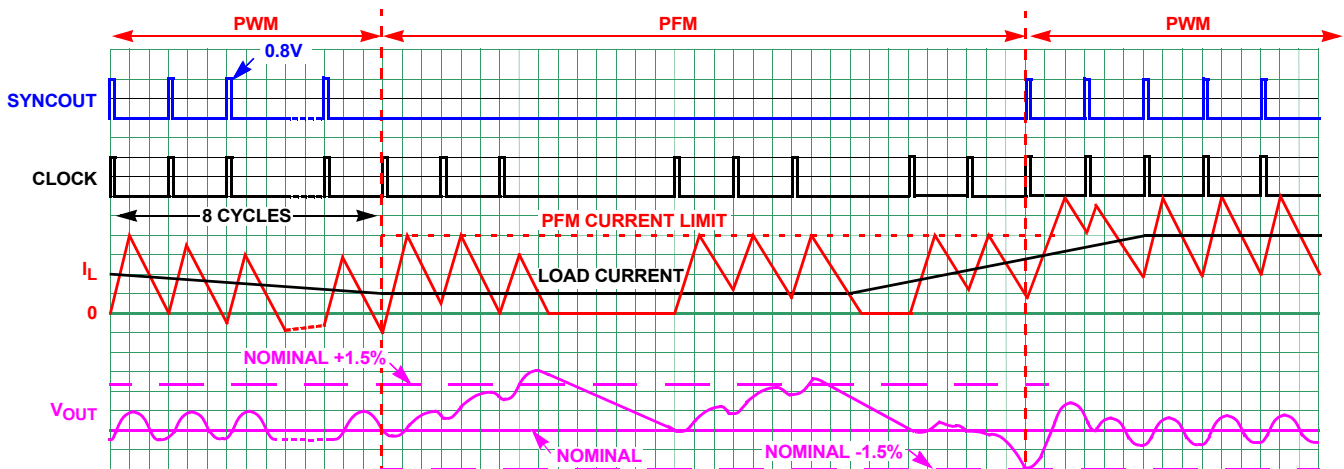 PWM
PFM
PWM
0.8V
SYNCOUT
CLOCK
8 CYCLES
PFM CURRENT LIMIT
IL
LOAD CURRENT
0
NOMINAL +1.5%
VOUT
NOMINAL
NOMINAL -1.5%